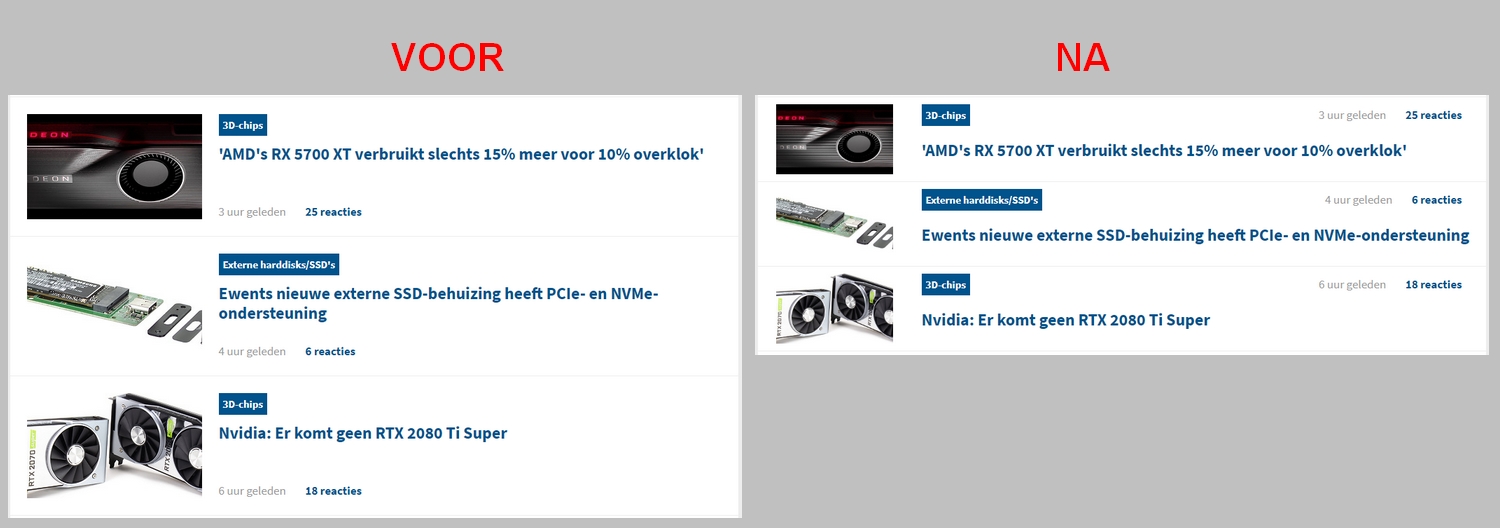 VOOR
DEON
DEON
3D-chips
'AMD's RX 5700 XT verbruikt slechts 15% meer voor 10% overklok'
3 uur geleden 25 reacties
Externe harddisks/SSD's
Ewents nieuwe externe SSD-behuizing heeft PCIe- en NVMe-
ondersteuning
4 uur geleden 6 reacties
RTX 2070
3D-chips
Nvidia: Er komt geen RTX 2080 Ti Super
6 uur geleden 18 reacties
NA
DEON
DEON
3D-chips
3 uur geleden 25 reacties
'AMD's RX 5700 XT verbruikt slechts 15% meer voor 10% overklok'
Externe harddisks/SSD's
4 uur geleden 6 reacties
Ewents nieuwe externe SSD-behuizing heeft PCIe- en NVMe-ondersteuning
RTX 2070
3D-chips
6 uur geleden 18 reacties
Nvidia: Er komt geen RTX 2080 Ti Super